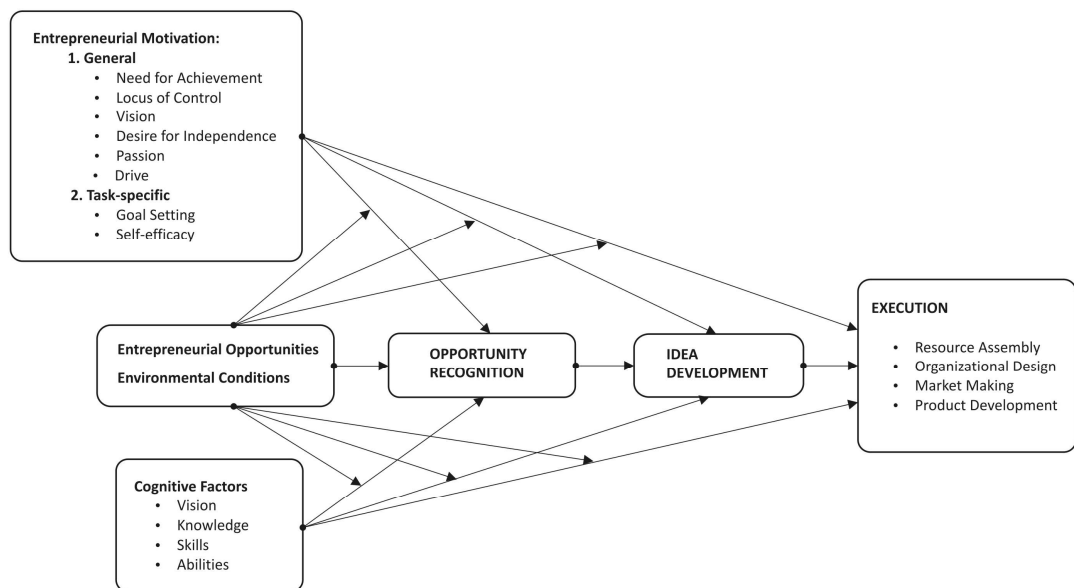 Entrepreneurial Motivation:
1. General
• Need for Achievement
• Locus of Control
• Vision
• Desire for Independence
• Passion
• Drive
2. Task-specific
• Goal Setting
• Self-efficacy
Entrepreneurial Opportunities
Environmental Conditions
OPPORTUNITY
RECOGNITION
IDEA
DEVELOPMENT
EXECUTION
• Resource Assembly
• Organizational Design
• Market Making
• Product Development
Cognitive Factors
• Vision
• Knowledge
• Skills
• Abilities